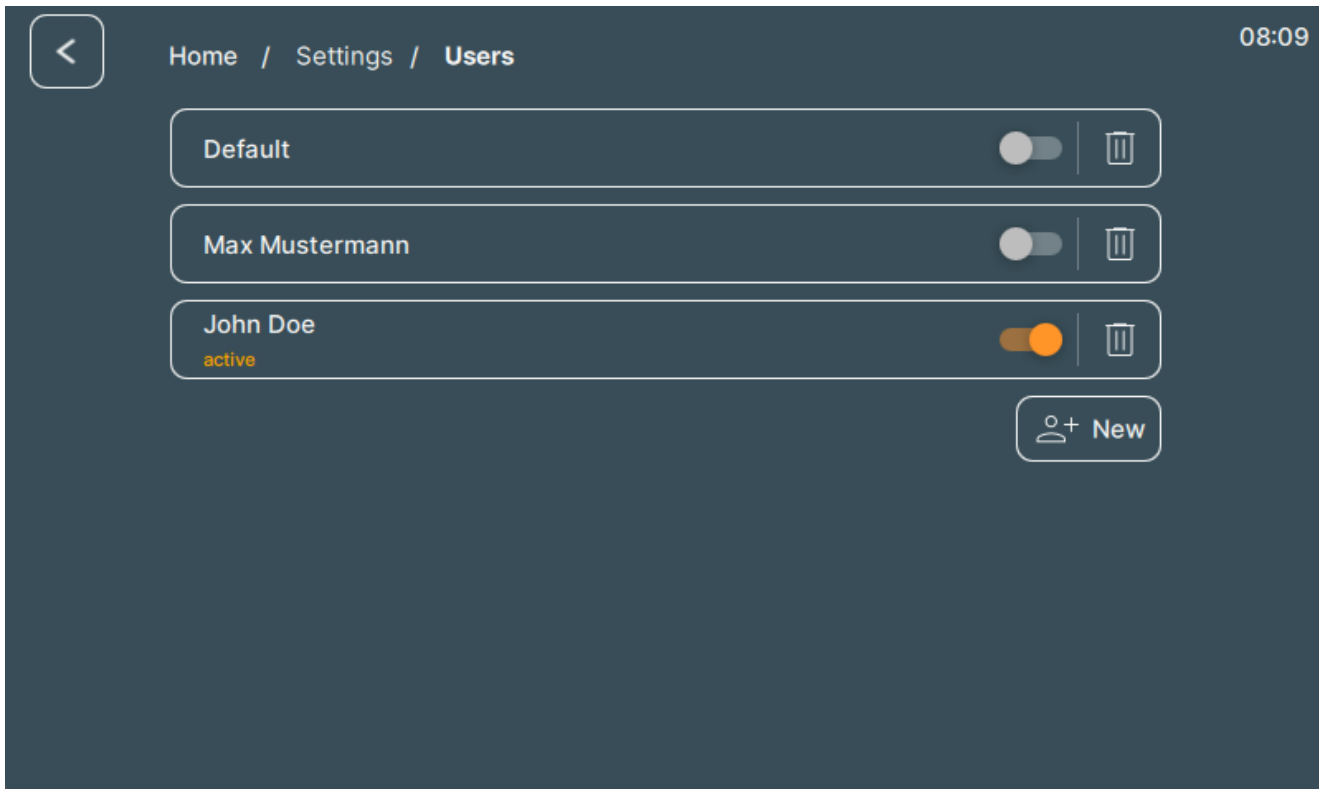 Home / Settings / Users
08:09
Default
Max Mustermann
John Doe
active
New